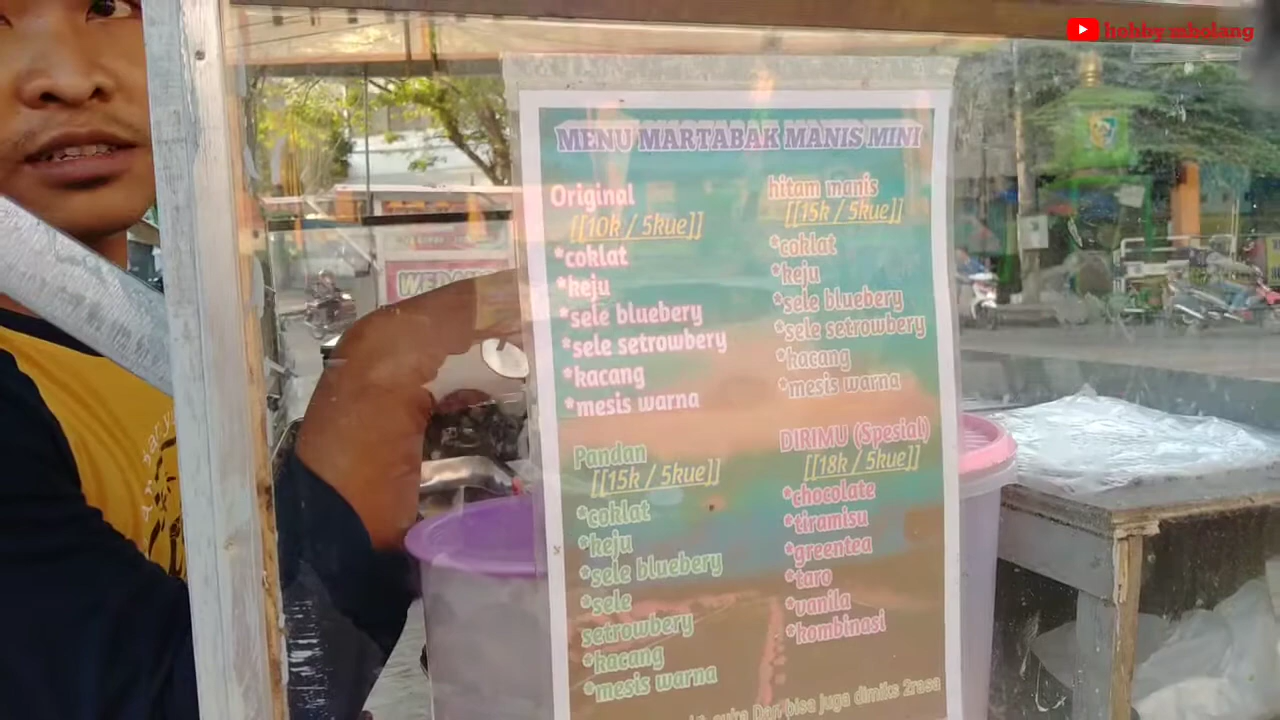 hobby mbolang
MENU MARTABAK MANIS MINI
Original
[[10k / 5kue]]
*coklat
*keju
*sele bluebery
*sele setrowbery
*kacang
*mesis warna
hitam manis
[[15k / 5kue]]
*coklat
*keju
*sele bluebery
*sele setrowbery
*kacang
*mesis warna
Pandan
[[15k / 5kue]]
*coklat
*keju
*sele bluebery
*sele
setrowbery
*kacang
*mesis warna
DIRIMU (Spesial)
[[18k / 5kue]]
*chocolate
*tiramisu
*greentea
*taro
*vanila
*kombinasi
bisa juga dimiks 2rasa
WEDANG